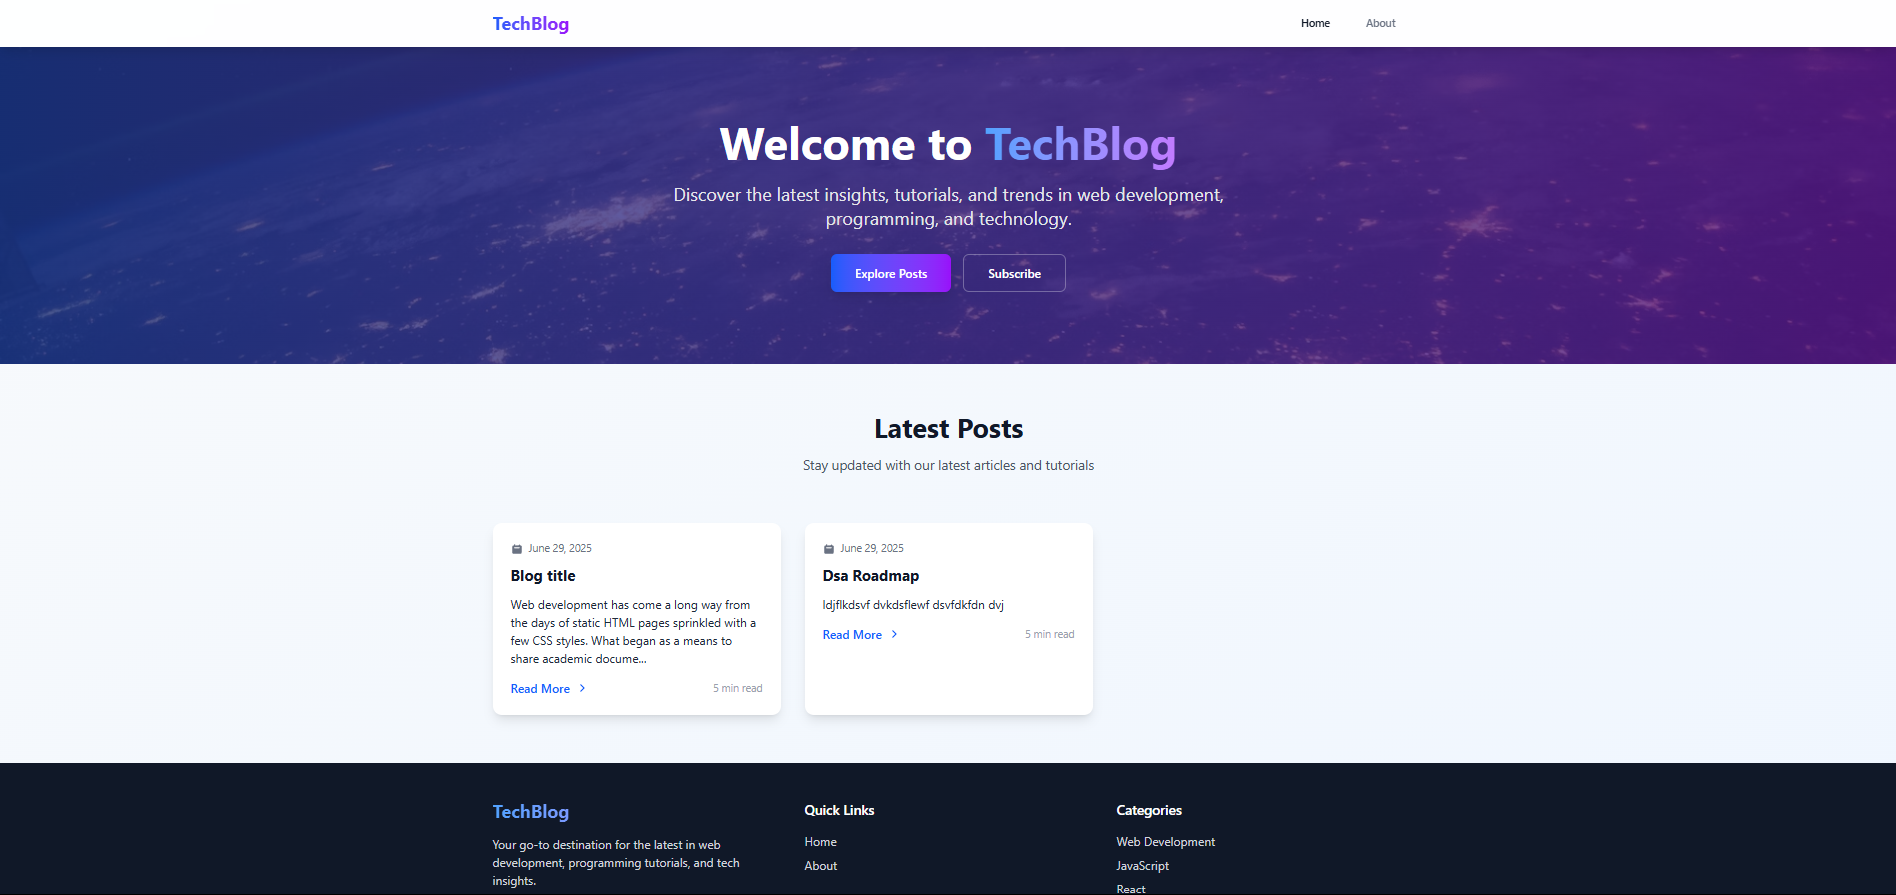 TechBlog
Home
About
Welcome to TechBlog
Discover the latest insights, tutorials, and trends in web development,
programming, and technology.
Explore Posts
Subscribe
Latest Posts
Stay updated with our latest articles and tutorials
June 29, 2025
Blog title
Web development has come a long way from
the days of static HTML pages sprinkled with a
few CSS styles. What began as a means to
share academic docume...
Read More
5 min read
June 29, 2025
Dsa Roadmap
ldjflkdsvf dvkdsflewf dsvfdkfdn dvj
Read More
5 min read
TechBlog
Your go-to destination for the latest in web
development, programming tutorials, and tech
insights.
Quick Links
Home
About
Categories
Web Development
JavaScript
React